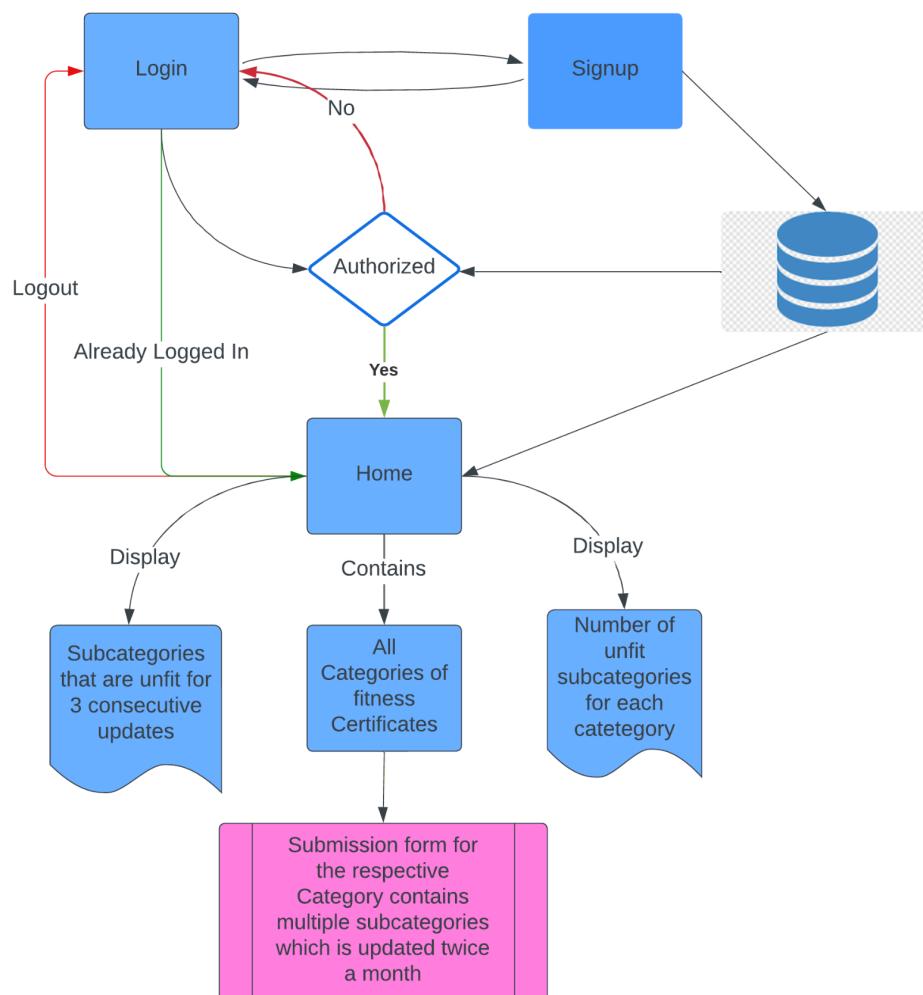 Login
Signup
No
Authorized
Logout
Already Logged In
Yes
Home
Display
Contains
Display
Subcategories
that are unfit for
3 consecutive
updates
All
Categories of
fitness
Certificates
Number of
unfit
subcategories
for each
catetegory
Submission form for
the respective
Category contains
multiple subcategories
which is updated twice
a month